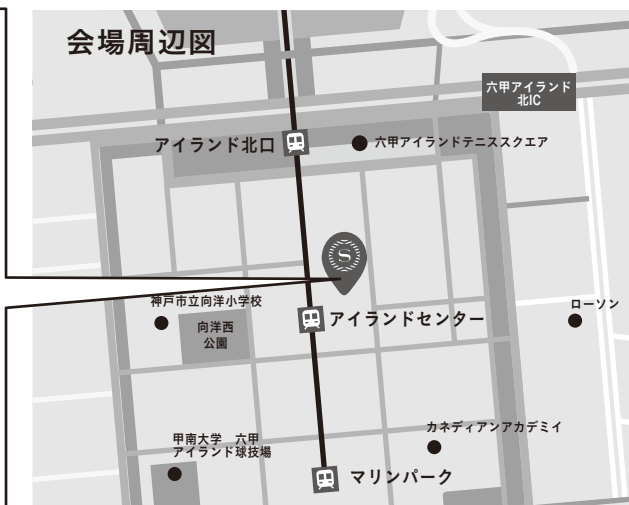 会場周辺図
六甲アイランド
北IC
アイランド北口
六甲アイランドテニススクエア
S
神戸市立向洋小学校
向洋西
公園
アイランドセンター
ローソン
カネディアンアカデミイ
甲南大学 六甲
アイランド球技場
マリンパーク